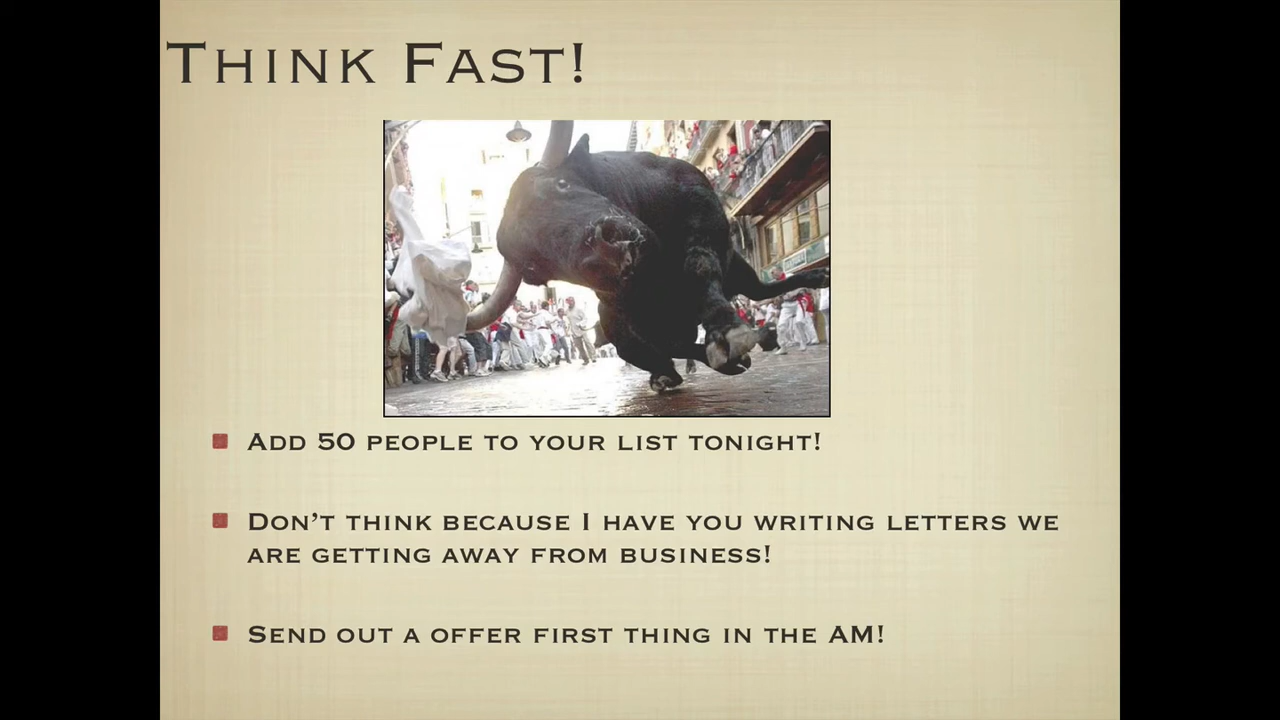 Think Fast!
Add 50 people to your list tonight!
Don't think because I have you writing letters we
are getting away from business!
Send out a offer first thing in the AM!